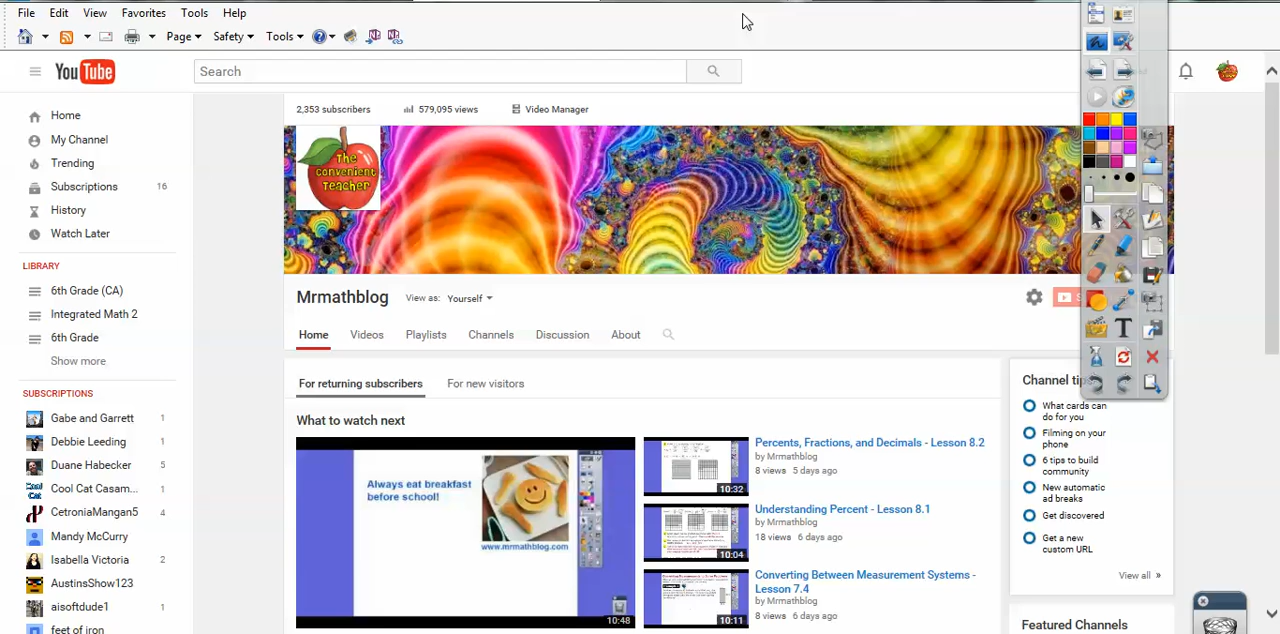 File Edit View Favorites Tools Help
Page Safety Tools
YouTube
Search
2,353 subscribers 579,095 views Video Manager
The
convenient
Teacher
Home
My Channel
Trending
Subscriptions 16
History
Watch Later
LIBRARY
6th Grade (CA)
Integrated Math 2
6th Grade
Show more
SUBSCRIPTIONS
Gabe and Garrett 1
Debbie Leeding 1
Duane Habecker 5
Cool Cat Casam... 1
CetroniaMangan5 4
Mandy McCurry
Isabella Victoria 2
AustinsShow123
aisoftdude1 1
feet of iron
Mrmathblog View as: Yourself
Home Videos Playlists Channels Discussion About
For returning subscribers For new visitors
What to watch next
Always eat breakfast
before school!
www.mrmathblog.com
10:48
10:32
Percents, Fractions, and Decimals - Lesson 8.2
by Mrmathblog
8 views 5 days ago
10:04
Understanding Percent - Lesson 8.1
by Mrmathblog
18 views 6 days ago
10:11
Converting Between Measurement Systems -
Lesson 7.4
by Mrmathblog
8 views 6 days ago
Channel tip
What cards can
do for you
Filming on your
phone
6 tips to build
community
New automatic
ad breaks
Get discovered
Get a new
custom URL
View all »
Featured Channels